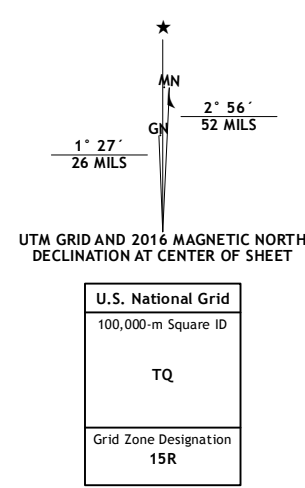 ★
MN
GN
2° 56´
52 MILS
1° 27´
26 MILS
UTM GRID AND 2016 MAGNETIC NORTH
DECLINATION AT CENTER OF SHEET
U.S. National Grid
100,000-m Square ID
TQ
Grid Zone Designation
15R